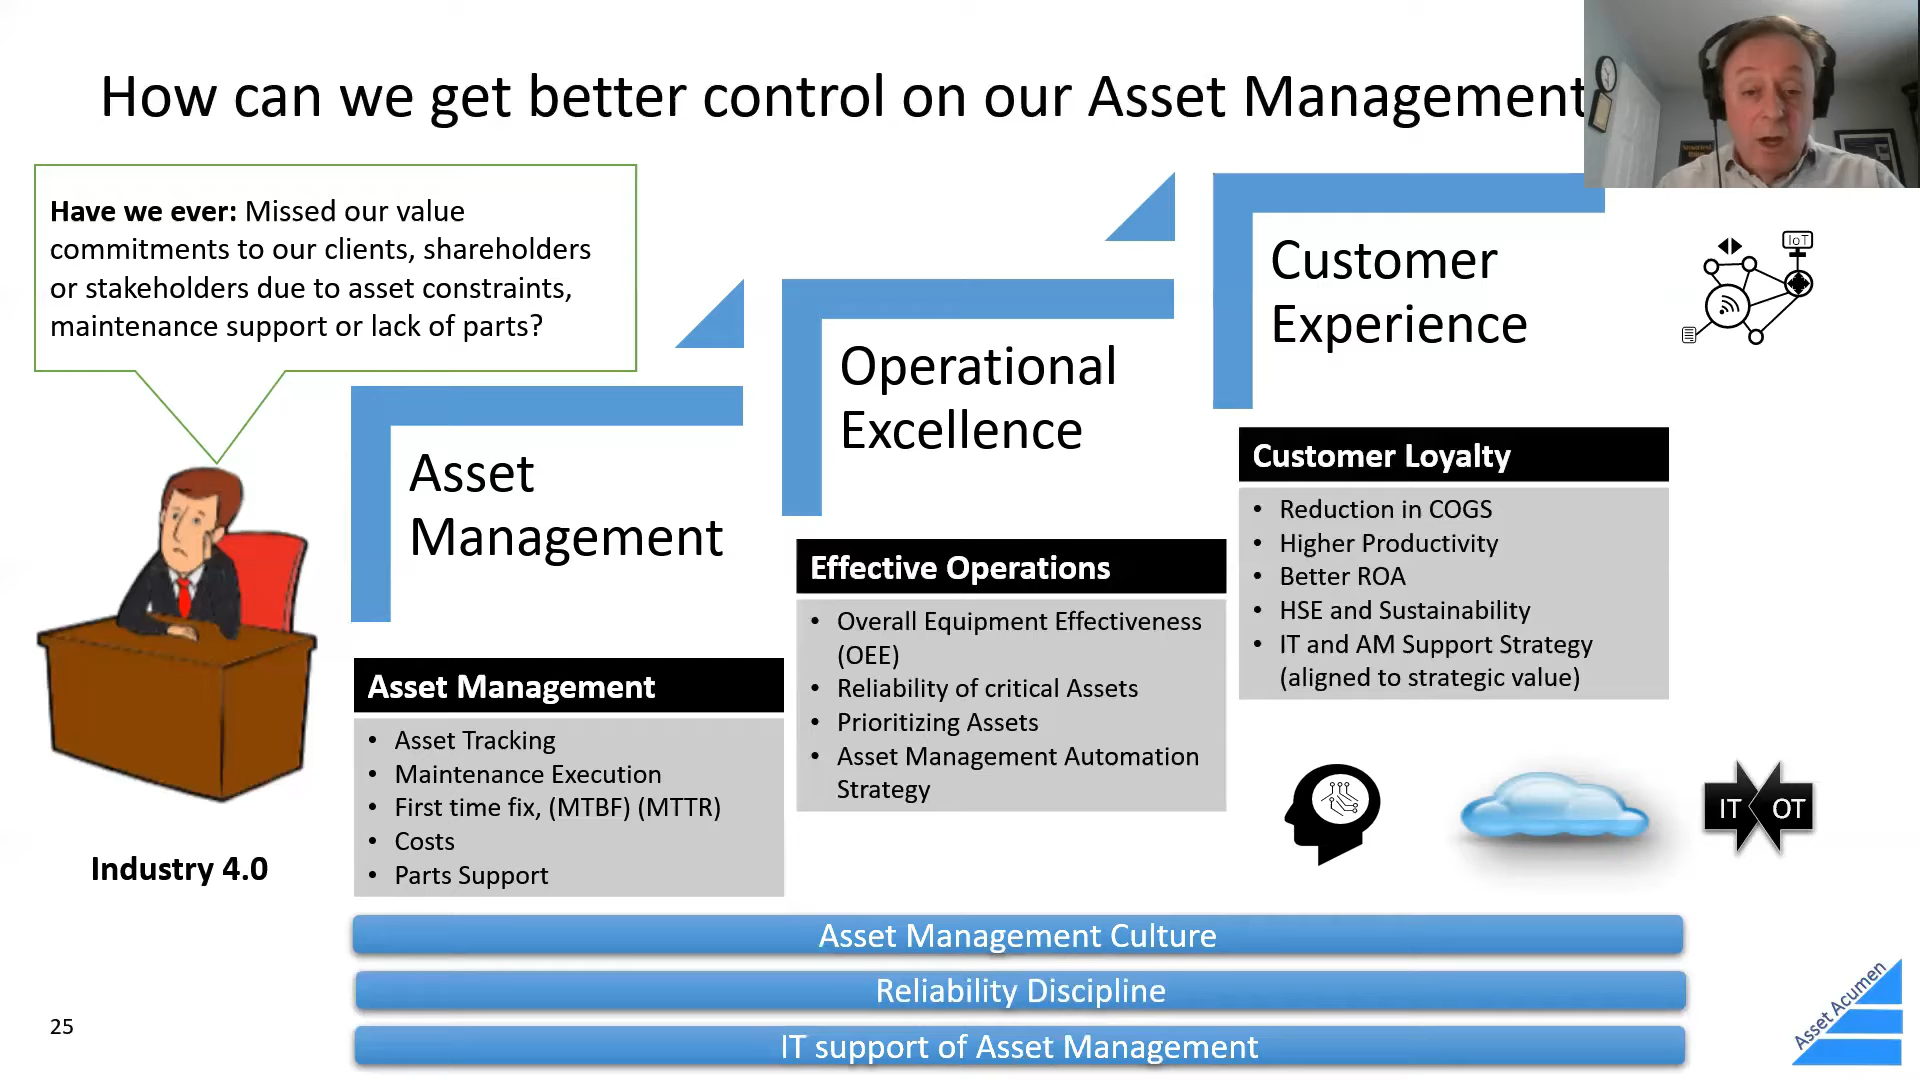 How can we get better control on our Asset Management
Have we ever: Missed our value
commitments to our clients, shareholders
or stakeholders due to asset constraints,
maintenance support or lack of parts?
Industry 4.0
Asset
Management
Asset Management
• Asset Tracking
• Maintenance Execution
• First time fix, (MTBF) (MTTR)
• Costs
• Parts Support
Operational
Excellence
Effective Operations
• Overall Equipment Effectiveness
(OEE)
• Reliability of critical Assets
• Prioritizing Assets
• Asset Management Automation
Strategy
Customer
Experience
Customer Loyalty
• Reduction in COGS
• Higher Productivity
• Better ROA
• HSE and Sustainability
• IT and AM Support Strategy
(aligned to strategic value)
IoT
IT OT
Asset Management Culture
Reliability Discipline
IT support of Asset Management
25
Asset Acumen